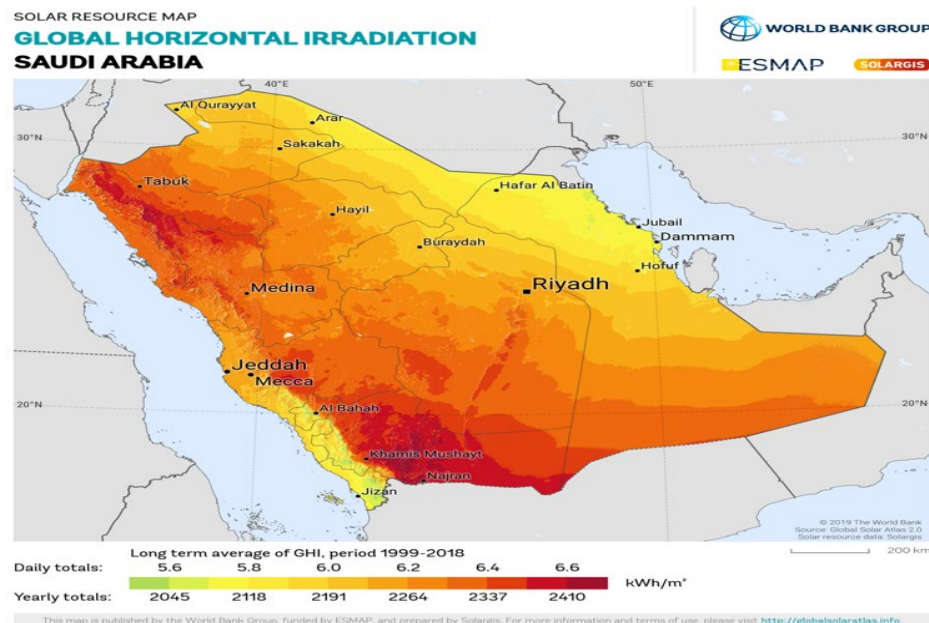 SOLAR RESOURCE MAP
GLOBAL HORIZONTAL IRRADIATION
SAUDI ARABIA
WORLD BANK GROUP
ESMAP
SOLARGIS
40°E
50°E
Al Qurayyat
Arar
30°N
30°N
Sakakah
Tabuk
Hafar Al Batin
Hayil
Jubail
Buraydah
Dammam
Hofuf
Medina
Riyadh
Jeddah
Mecca
20°N
20°N
Al Bahah
Khamis Mushayt
Najran
Jizan
© 2019 The World Bank
Source: Global Solar Atlas 2.0
Solar resource data: Solargis
200 km
Long term average of GHI, period 1999-2018
Daily totals: 5.6 5.8 6.0 6.2 6.4 6.6
kWh/m²
Yearly totals: 2045 2118 2191 2264 2337 2410
This map is published by the World Bank Group, funded by ESMAP, and prepared by Solargis. For more information and terms of use, please visit http://globalsolaratlas.info.